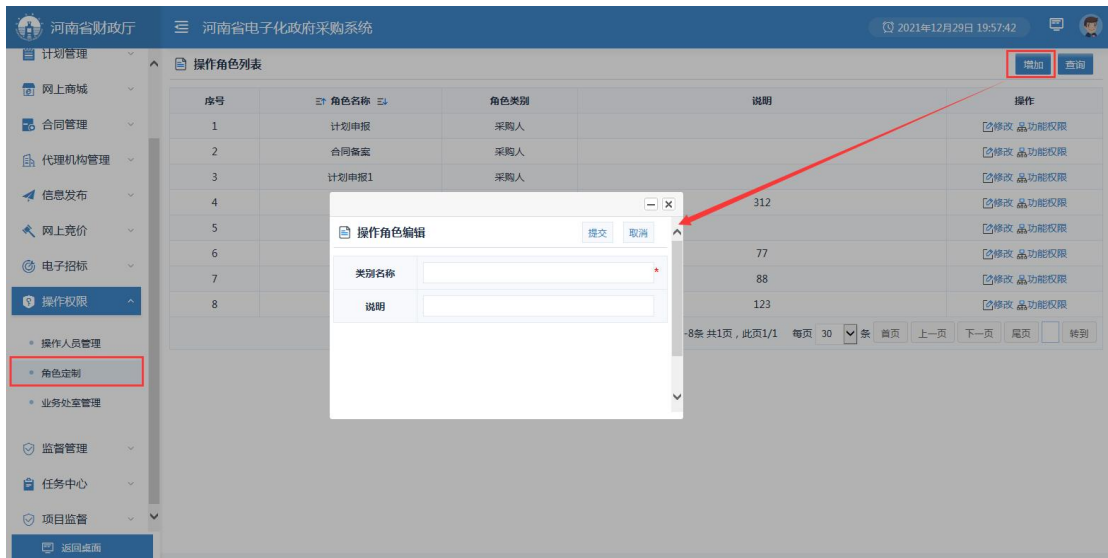 河南省财政厅
河南省电子化政府采购系统
2021年12月29日 19:57:42
计划管理
网上商城
合同管理
代理机构管理
信息发布
网上竞价
电子招标
操作权限
操作人员管理
角色定制
业务处室管理
监督管理
任务中心
项目监督
返回桌面
操作角色列表 增加 查询
序号 角色名称 角色类别 说明 操作
1 计划申报 采购人 修改 功能权限
2 合同备案 采购人 修改 功能权限
3 计划申报1 采购人 修改 功能权限
4 312 修改 功能权限
5 修改 功能权限
6 77 修改 功能权限
7 88 修改 功能权限
8 123 修改 功能权限
-8条 共1页，此页1/1 每页 30 条 首页 上一页 下一页 尾页 转到
操作角色编辑 提交 取消
类别名称 *
说明